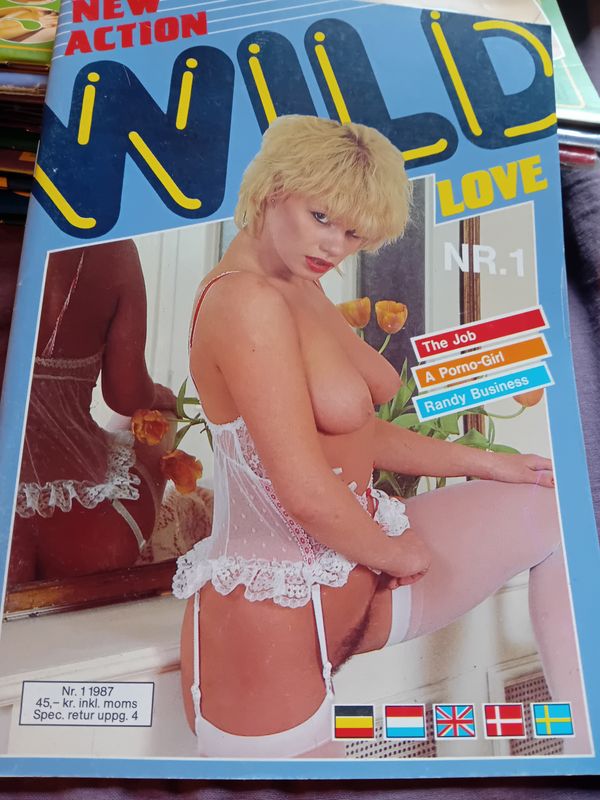 NEW
ACTION
WILD
LOVE
NR.1
The Job
A Porno-Girl
Randy Business
Nr. 1 1987
45,- kr. inkl. moms
Spec. retur uppg. 4